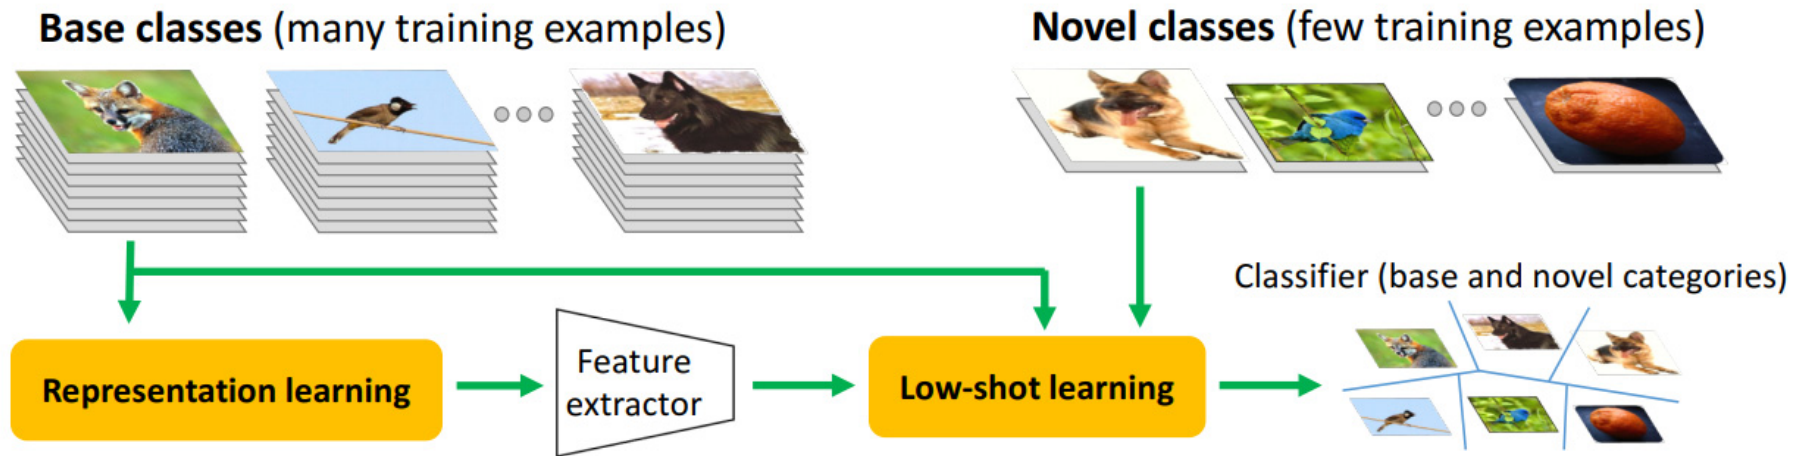 Base classes (many training examples)
Novel classes (few training examples)
Classifier (base and novel categories)
Representation learning
Feature
extractor
Low-shot learning